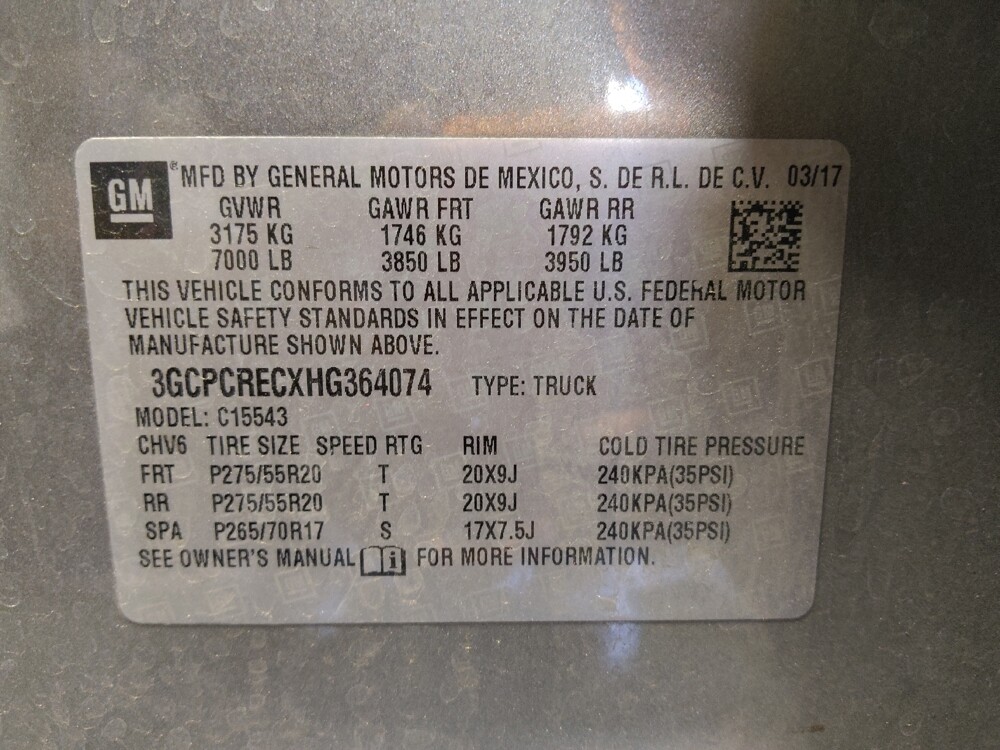 GM ® MFD BY GENERAL MOTORS DE MEXICO, S. DE R.L. DE C.V. 03/17
GVWR GAWR FRT GAWR RR
3175 KG 1746 KG 1792 KG
7000 LB 3850 LB 3950 LB
THIS VEHICLE CONFORMS TO ALL APPLICABLE U.S. FEDERAL MOTOR
VEHICLE SAFETY STANDARDS IN EFFECT ON THE DATE OF
MANUFACTURE SHOWN ABOVE.
3GCPCRECXHG364074 TYPE: TRUCK
MODEL: C15543
CHV6 TIRE SIZE SPEED RTG RIM COLD TIRE PRESSURE
FRT P275/55R20 T 20X9J 240KPA(35PSI)
RR P275/55R20 T 20X9J 240KPA(35PSI)
SPA P265/70R17 S 17X7.5J 240KPA(35PSI)
SEE OWNER'S MANUAL i FOR MORE INFORMATION.